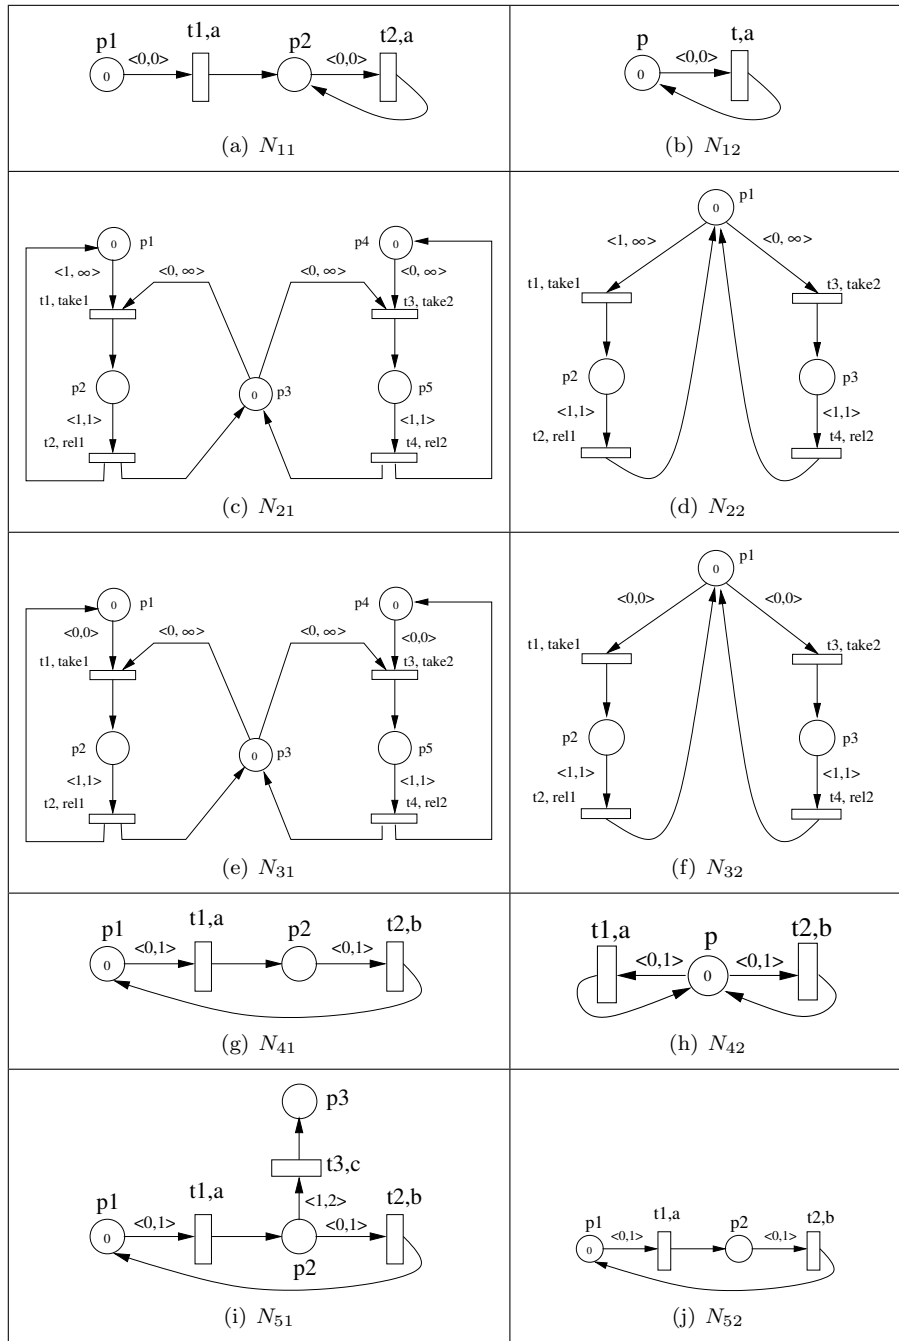 p1 <0,0> t1,a p2 <0,0> t2,a
0
(a) N11
p <0,0> t,a
0
(b) N12
0 p1 p4 0
<1, ∞> <0, ∞> <0, ∞> <0, ∞>
t1, take1 t3, take2
p2 0 p3 p5
<1,1> <1,1>
t2, rel1 t4, rel2
(c) N21
p1
0
<1, ∞> <0, ∞>
t1, take1 t3, take2
p2 p3
<1,1> <1,1>
t2, rel1 t4, rel2
(d) N22
0 p1 p4 0
<0,0> <0, ∞> <0, ∞> <0,0>
t1, take1 t3, take2
p2 0 p3 p5
<1,1> <1,1>
t2, rel1 t4, rel2
(e) N31
p1
0
<0,0> <0,0>
t1, take1 t3, take2
p2 p3
<1,1> <1,1>
t2, rel1 t4, rel2
(f) N32
p1 <0,1> t1,a p2 <0,1> t2,b
0
(g) N41
t1,a p t2,b
<0,1> 0 <0,1>
(h) N42
p3
t3,c
<1,2>
p1 <0,1> t1,a <0,1> t2,b
0
p2
(i) N51
p1 <0,1> t1,a p2 <0,1> t2,b
0
(j) N52